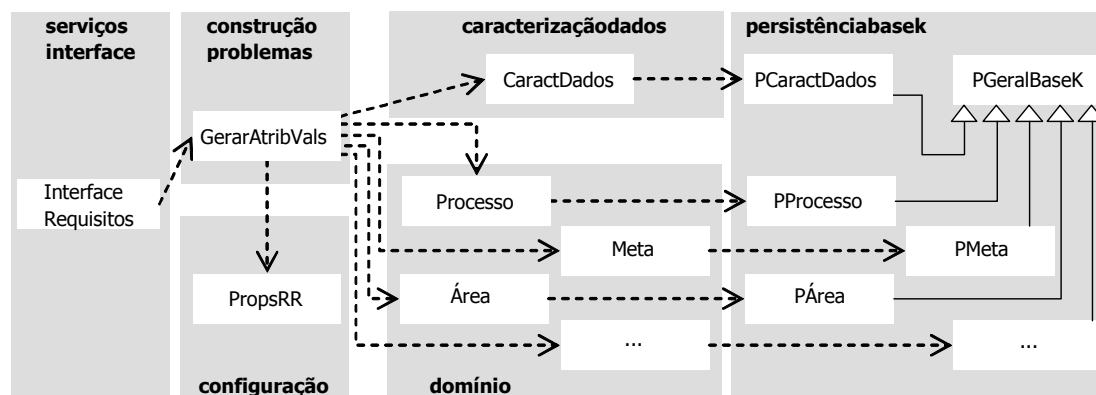 serviços
interface
construção
problemas
caracterizaçãodados
persistênciabasek
CaractDados
PCaractDados
PGeralBaseK
GerarAtribVals
Interface
Requisitos
Processo
PProcesso
Meta
PMeta
PropsRR
Área
PÁrea
...
...
configuração
domínio